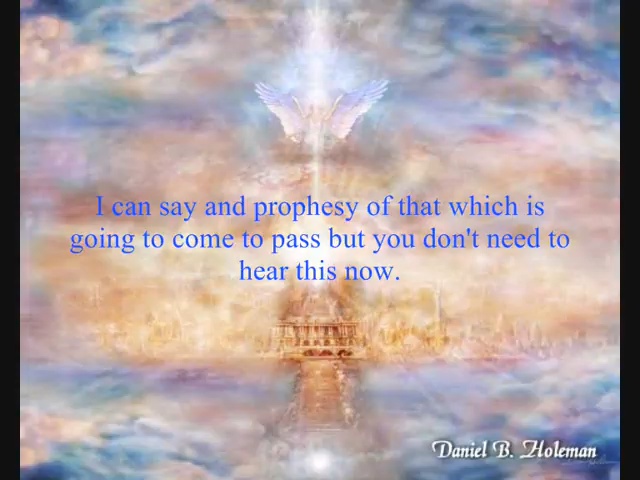 I can say and prophesy of that which is
going to come to pass but you don't need to
hear this now.
Daniel B. Holeman